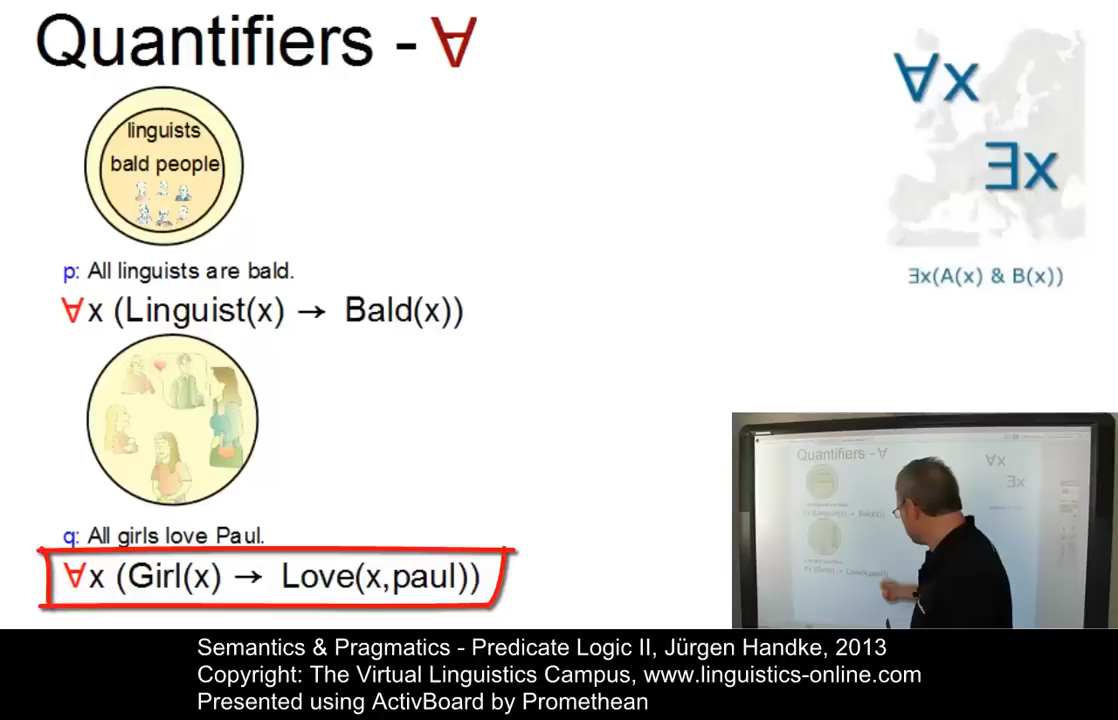 Quantifiers - ∀
linguists
bald people
p: All linguists are bald.
∀x (Linguist(x) → Bald(x))
q: All girls love Paul.
∀x (Girl(x) → Love(x,paul))
∀x
∃x
∃x(A(x) & B(x))
Quantifiers - ∀
∀x
∃x
Semantics & Pragmatics - Predicate Logic II, Jürgen Handke, 2013
Copyright: The Virtual Linguistics Campus, www.linguistics-online.com
Presented using ActivBoard by Promethean